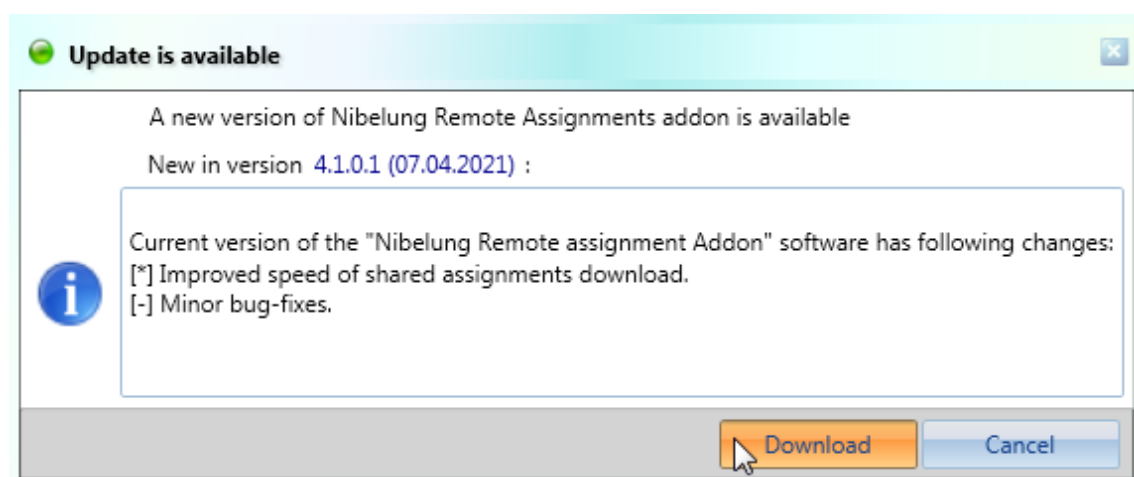 Update is available
A new version of Nibelung Remote Assignments addon is available
New in version 4.1.0.1 (07.04.2021) :
Current version of the "Nibelung Remote assignment Addon" software has following changes:
[*] Improved speed of shared assignments download.
[-] Minor bug-fixes.
Download Cancel